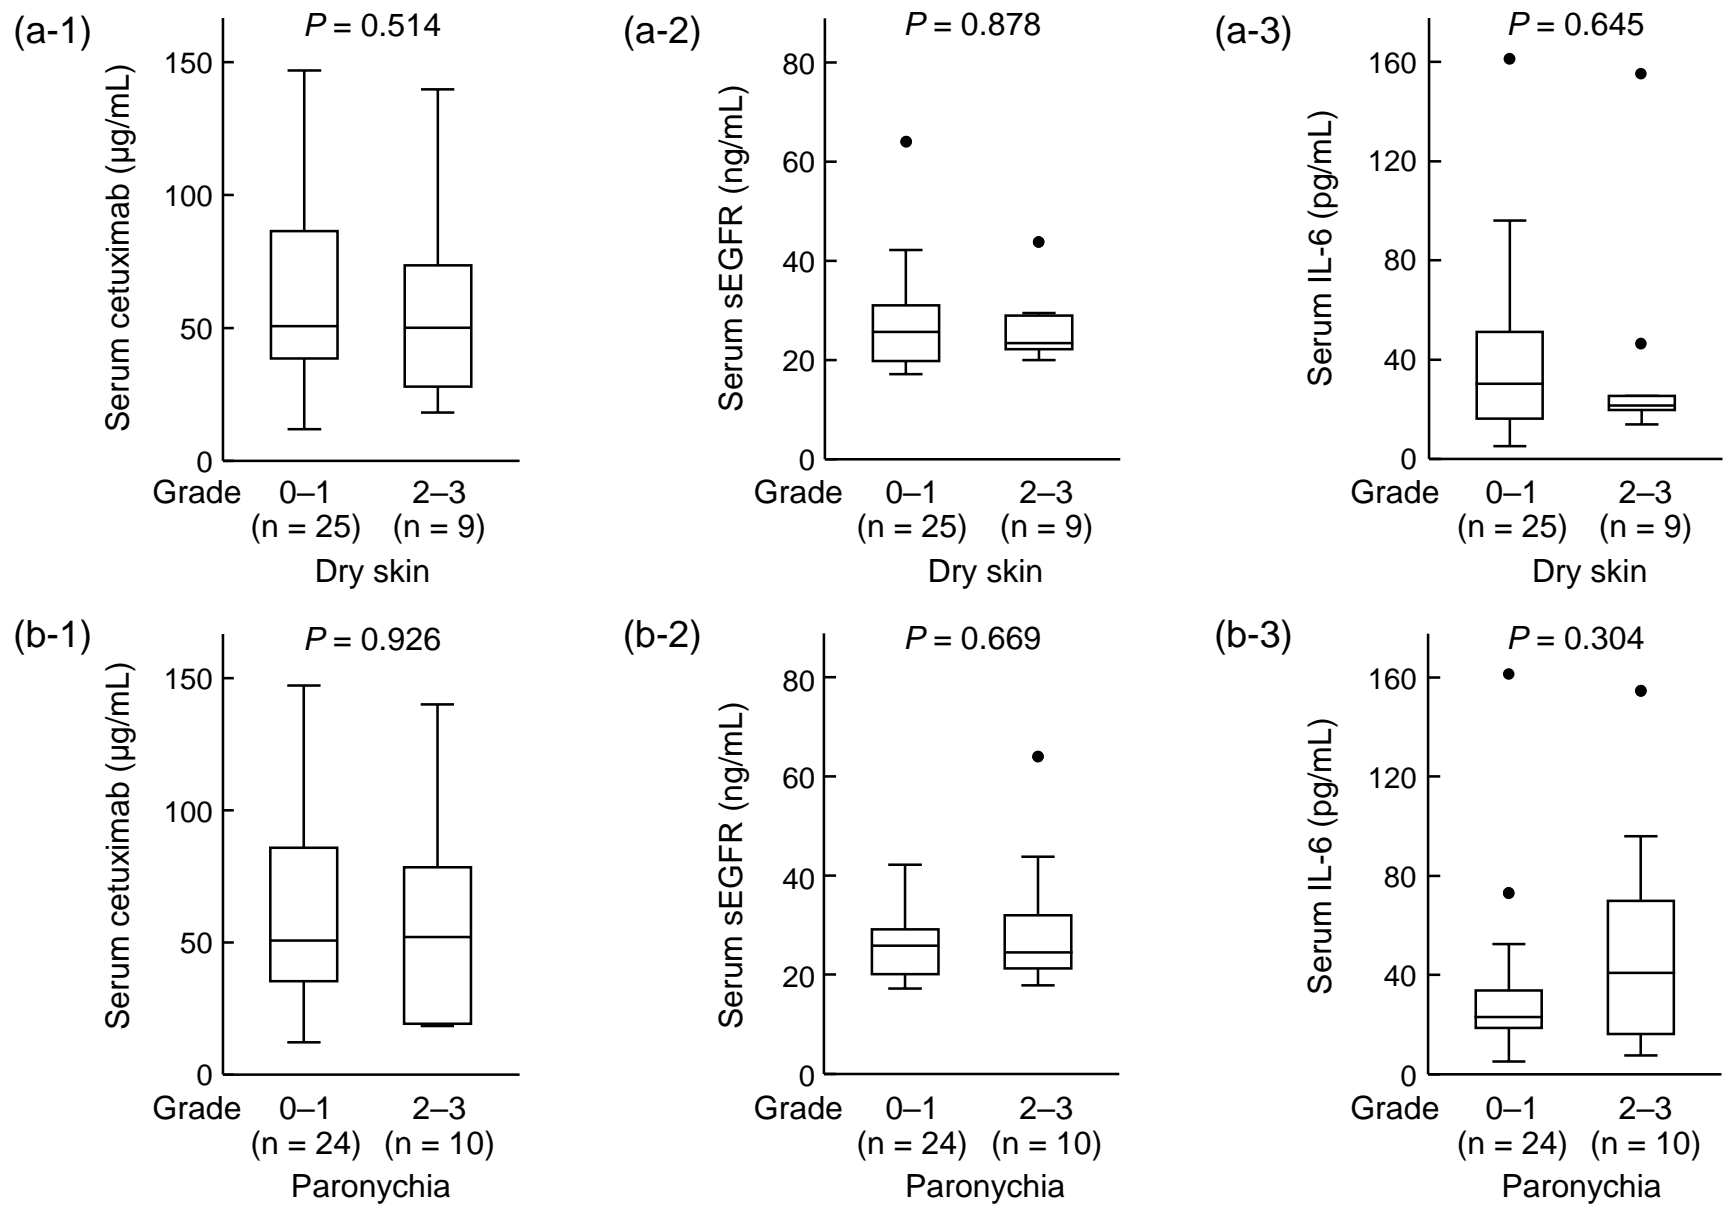 (a-1)
P = 0.514
Serum cetuximab (µg/mL)
150
100
50
0
Grade 0–1 2–3
(n = 25) (n = 9)
Dry skin
(a-2)
P = 0.878
Serum sEGFR (ng/mL)
80
60
40
20
0
Grade 0–1 2–3
(n = 25) (n = 9)
Dry skin
(a-3)
P = 0.645
Serum IL-6 (pg/mL)
160
120
80
40
0
Grade 0–1 2–3
(n = 25) (n = 9)
Dry skin
(b-1)
P = 0.926
Serum cetuximab (µg/mL)
150
100
50
0
Grade 0–1 2–3
(n = 24) (n = 10)
Paronychia
(b-2)
P = 0.669
Serum sEGFR (ng/mL)
80
60
40
20
0
Grade 0–1 2–3
(n = 24) (n = 10)
Paronychia
(b-3)
P = 0.304
Serum IL-6 (pg/mL)
160
120
80
40
0
Grade 0–1 2–3
(n = 24) (n = 10)
Paronychia